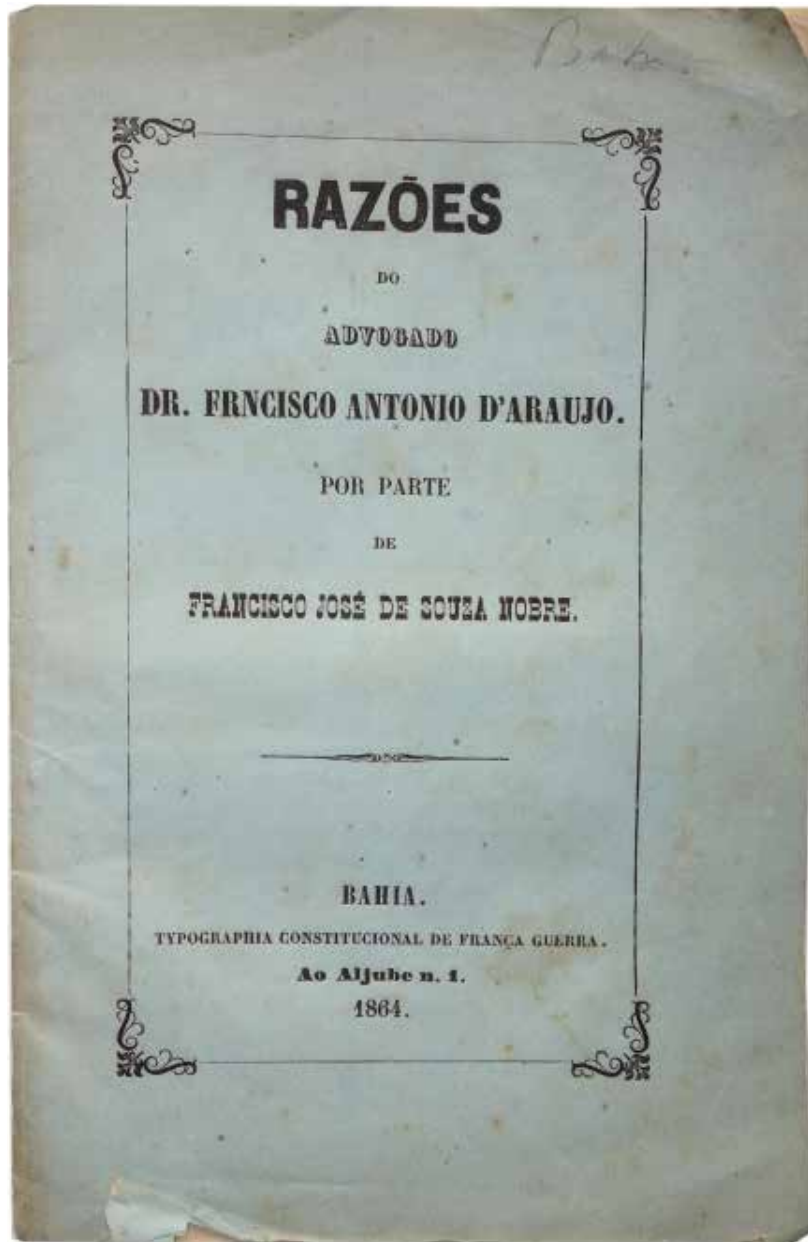 RAZÕES
DO
ADVOGADO
DR. FRNCISCO ANTONIO D'ARAUJO.
POR PARTE
DE
FRANCISCO JOSÉ DE SOUZA NOBRE.
BAHIA.
TYPOGRAPHIA CONSTITUCIONAL DE FRANÇA GUERRA.
Ao Aljube n. 1.
1864.